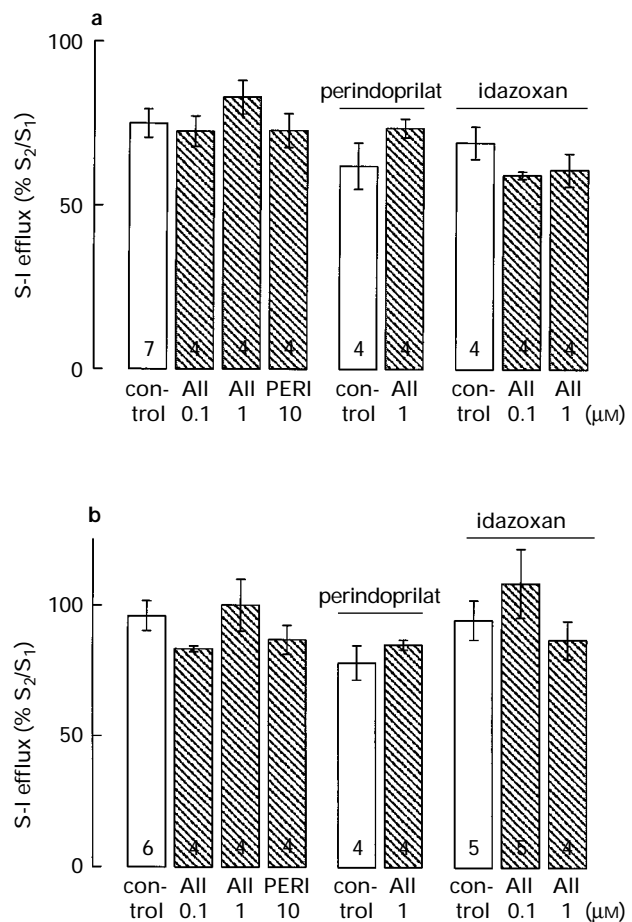 a
S-I efflux (% S2/S1)
100
50
0
perindoprilat
idazoxan
7 4 4 4 4 4 4 4 4
con-trol AII 0.1 AII 1 PERI 10 con-trol AII 1 con-trol AII 0.1 AII 1 (μM)
b
S-I efflux (% S2/S1)
100
50
0
idazoxan
perindoprilat
6 4 4 4 4 4 5 5 4
con-trol AII 0.1 AII 1 PERI 10 con-trol AII 1 con-trol AII 0.1 AII 1 (μM)